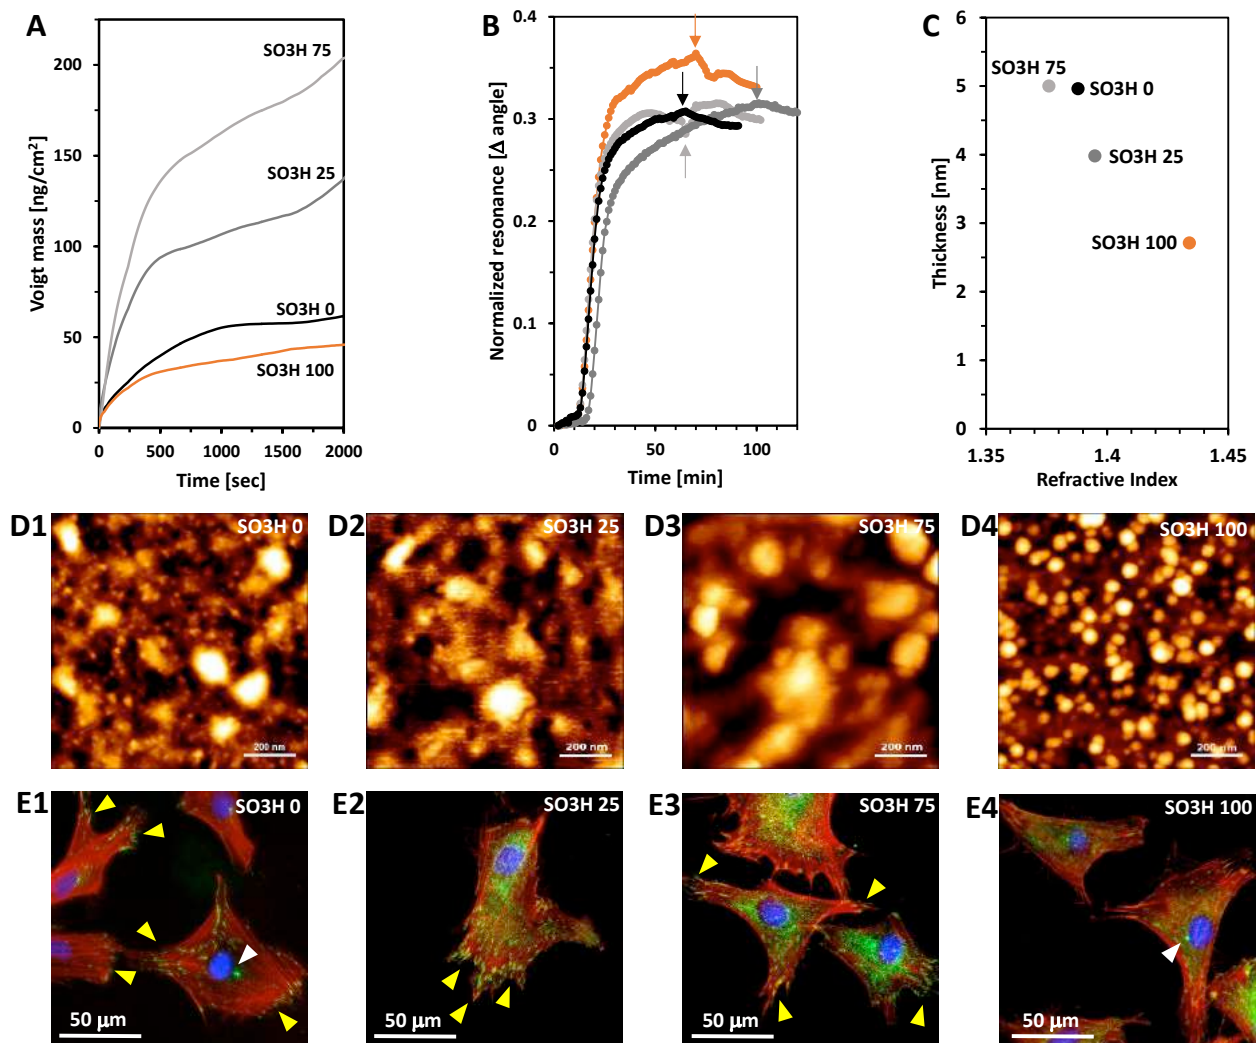 A
SO3H 75
SO3H 25
SO3H 0
SO3H 100
Voigt mass [ng/cm²]
200
150
100
50
0
0 500 1000 1500 2000
Time [sec]
B
Normalized resonance [Δ angle]
0.4
0.3
0.2
0.1
0
0 50 100
Time [min]
C
SO3H 75
SO3H 0
SO3H 25
SO3H 100
Thickness [nm]
6
5
4
3
2
1
0
1.35 1.4 1.45
Refractive Index
D1 SO3H 0
200 nm
D2 SO3H 25
200 nm
D3 SO3H 75
200 nm
D4 SO3H 100
200 nm
E1 SO3H 0
50 μm
E2 SO3H 25
50 μm
E3 SO3H 75
50 μm
E4 SO3H 100
50 μm